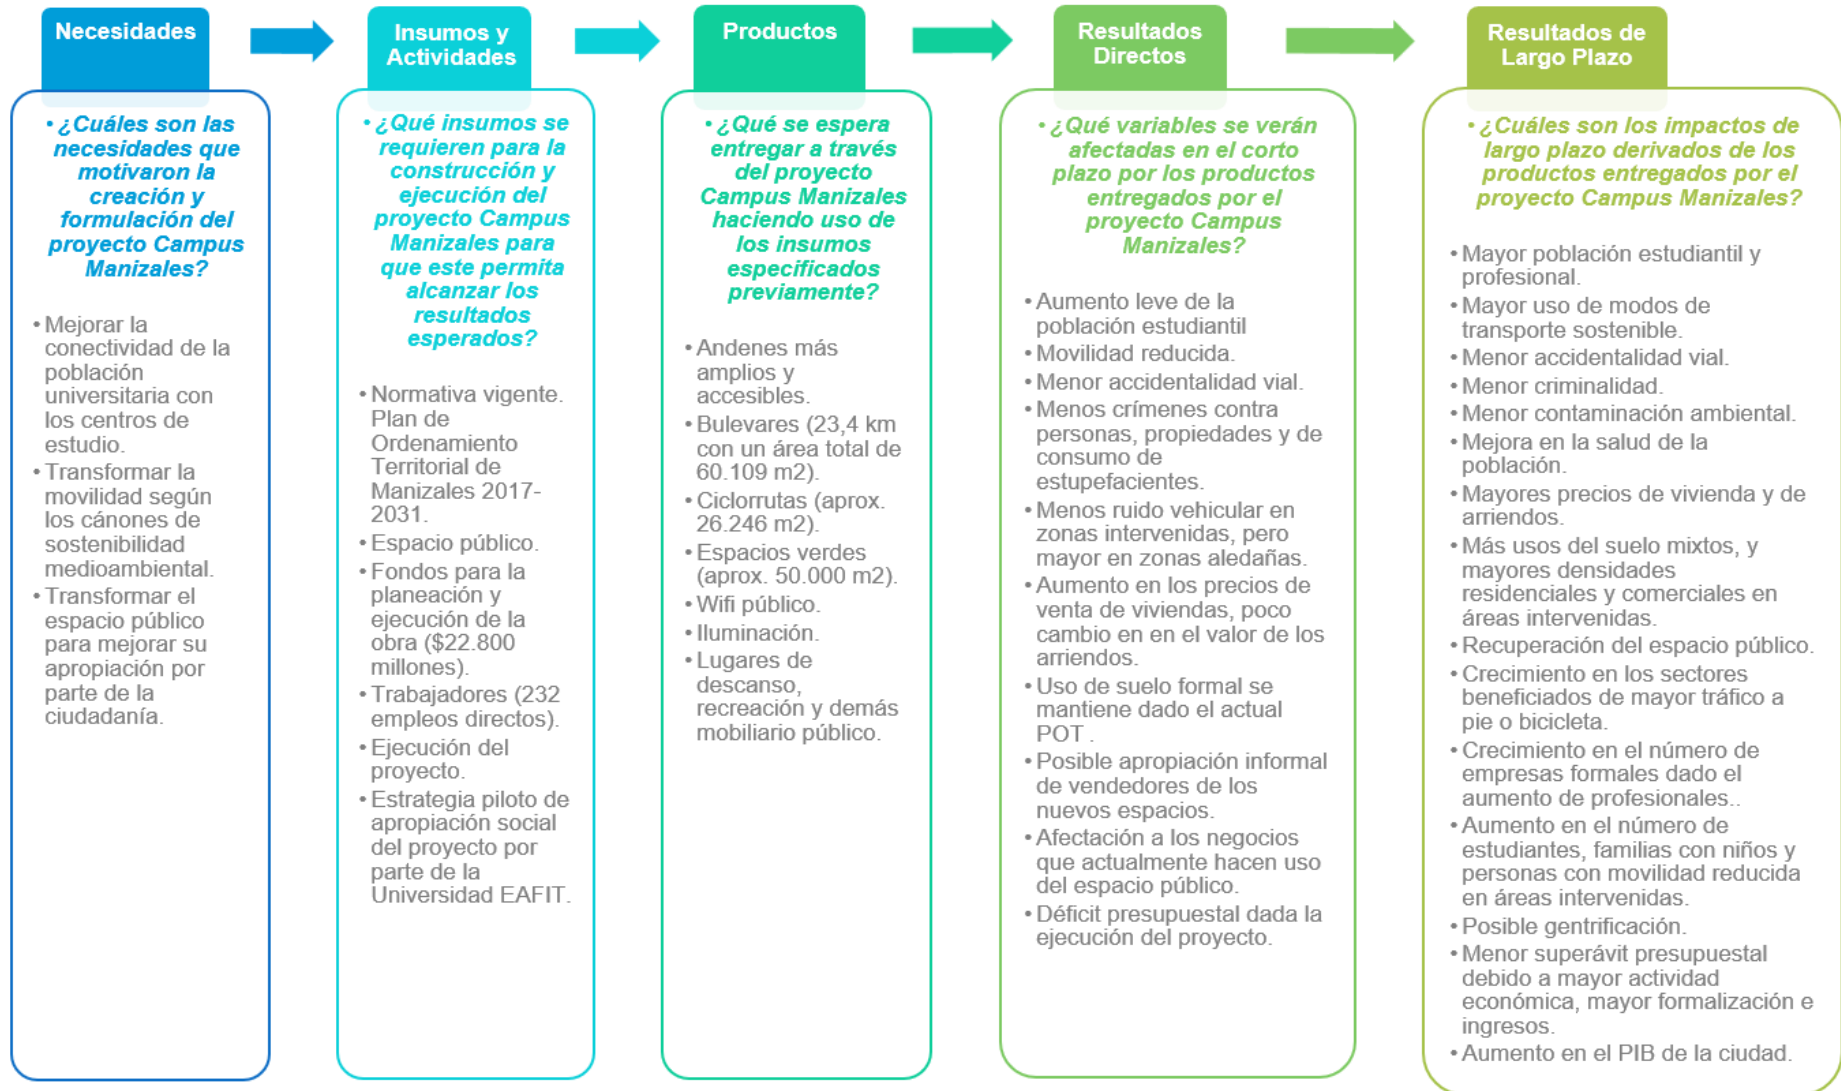 Necesidades
• ¿Cuáles son las
necesidades que
motivaron la
creación y
formulación del
proyecto Campus
Manizales?
• Mejorar la
conectividad de la
población
universitaria con
los centros de
estudio.
• Transformar la
movilidad según
los cánones de
sostenibilidad
medioambiental.
• Transformar el
espacio público
para mejorar su
apropiación por
parte de la
ciudadanía.
Insumos y
Actividades
• ¿Qué insumos se
requieren para la
construcción y
ejecución del
proyecto Campus
Manizales para
que este permita
alcanzar los
resultados
esperados?
• Normativa vigente.
Plan de
Ordenamiento
Territorial de
Manizales 2017-
2031.
• Espacio público.
• Fondos para la
planeación y
ejecución de la
obra ($22.800
millones).
• Trabajadores (232
empleos directos).
• Ejecución del
proyecto.
• Estrategia piloto de
apropiación social
del proyecto por
parte de la
Universidad EAFIT.
Productos
• ¿Qué se espera
entregar a través
del proyecto
Campus Manizales
haciendo uso de
los insumos
especificados
previamente?
• Andenes más
amplios y
accesibles.
• Bulevares (23,4 km
con un área total de
60.109 m2).
• Ciclorrutas (aprox.
26.246 m2).
• Espacios verdes
(aprox. 50.000 m2).
• Wifi público.
• Iluminación.
• Lugares de
descanso,
recreación y demás
mobiliario público.
Resultados
Directos
• ¿Qué variables se verán
afectadas en el corto
plazo por los productos
entregados por el
proyecto Campus
Manizales?
• Aumento leve de la
población estudiantil
• Movilidad reducida.
• Menor accidentalidad vial.
• Menos crímenes contra
personas, propiedades y de
consumo de
estupefacientes.
• Menos ruido vehicular en
zonas intervenidas, pero
mayor en zonas aledañas.
• Aumento en los precios de
venta de viviendas, poco
cambio en en el valor de los
arriendos.
• Uso de suelo formal se
mantiene dado el actual
POT .
• Posible apropiación informal
de vendedores de los
nuevos espacios.
• Afectación a los negocios
que actualmente hacen uso
del espacio público.
• Déficit presupuestal dada la
ejecución del proyecto.
Resultados de
Largo Plazo
• ¿Cuáles son los impactos de
largo plazo derivados de los
productos entregados por el
proyecto Campus Manizales?
• Mayor población estudiantil y
profesional.
• Mayor uso de modos de
transporte sostenible.
• Menor accidentalidad vial.
• Menor criminalidad.
• Menor contaminación ambiental.
• Mejora en la salud de la
población.
• Mayores precios de vivienda y de
arriendos.
• Más usos del suelo mixtos, y
mayores densidades
residenciales y comerciales en
áreas intervenidas.
• Recuperación del espacio público.
• Crecimiento en los sectores
beneficiados de mayor tráfico a
pie o bicicleta.
• Crecimiento en el número de
empresas formales dado el
aumento de profesionales..
• Aumento en el número de
estudiantes, familias con niños y
personas con movilidad reducida
en áreas intervenidas.
• Posible gentrificación.
• Menor superávit presupuestal
debido a mayor actividad
económica, mayor formalización e
ingresos.
• Aumento en el PIB de la ciudad.